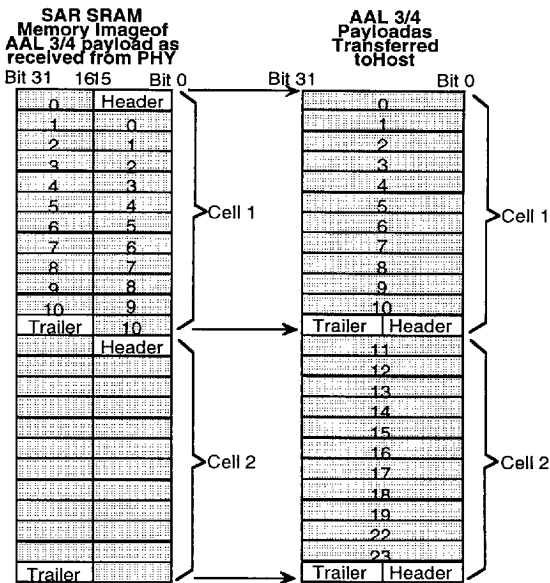 SAR SRAM
Memory Imageof
AAL 3/4 payload as
received from PHY
Bit 31 1615 Bit 0
0 Header
1 0
2 1
3 2
4 3
5 4
6 5
7 6
8 7
9 8
10 9
Trailer 10
Cell 1
Header
Trailer
Cell 2
AAL 3/4
Payloadas
Transferred
toHost
Bit 31 Bit 0
0
1
2
3
4
5
6
7
8
9
10
Trailer Header
Cell 1
11
12
13
14
15
16
17
18
19
22
23
Trailer Header
Cell 2